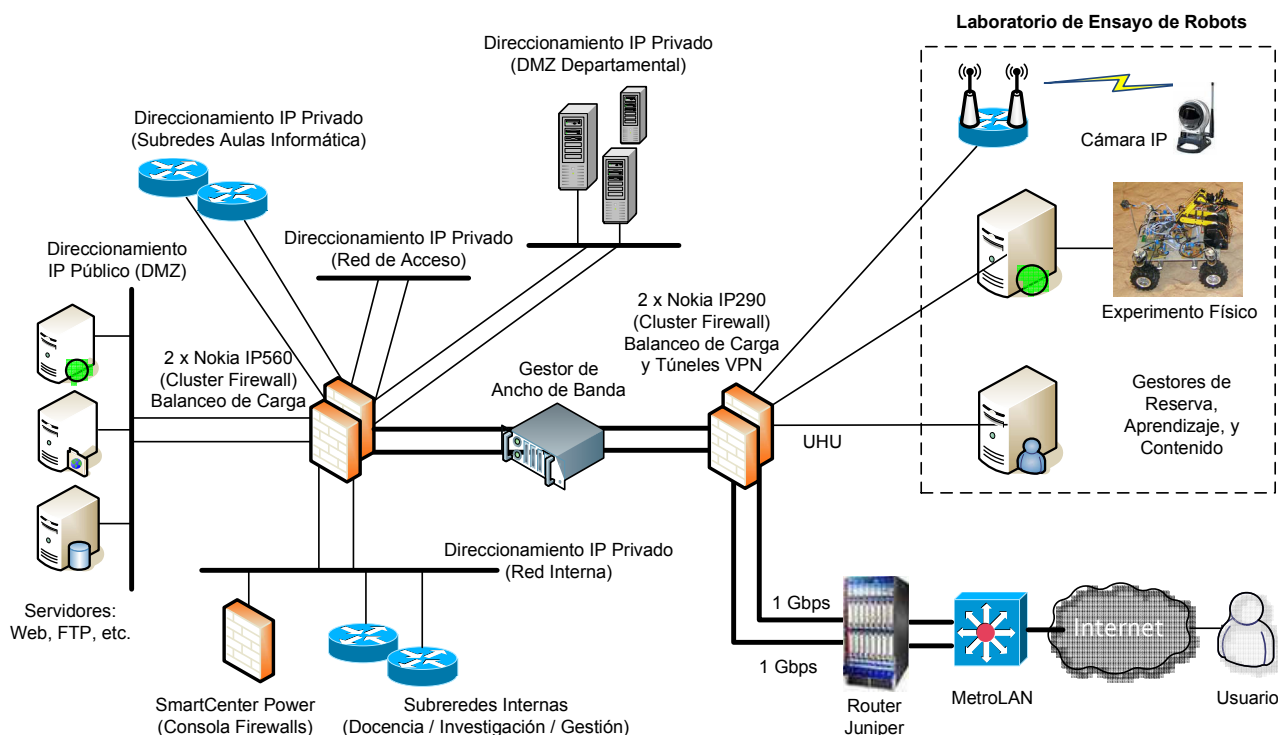 Laboratorio de Ensayo de Robots
Direccionamiento IP Privado
(DMZ Departamental)
Direccionamiento IP Privado
(Subredes Aulas Informática)
Cámara IP
Direccionamiento IP Privado
(Red de Acceso)
Direccionamiento
IP Público (DMZ)
2 x Nokia IP290
(Cluster Firewall)
Balanceo de Carga
y Túneles VPN
Experimento Físico
2 x Nokia IP560
(Cluster Firewall)
Balanceo de Carga
Gestor de
Ancho de Banda
Gestores de
Reserva,
Aprendizaje, y
Contenido
UHU
Direccionamiento IP Privado
(Red Interna)
Servidores:
Web, FTP, etc.
1 Gbps
1 Gbps
Internet
SmartCenter Power
(Consola Firewalls)
Subreredes Internas
(Docencia / Investigación / Gestión)
Router
Juniper
MetroLAN
Usuario